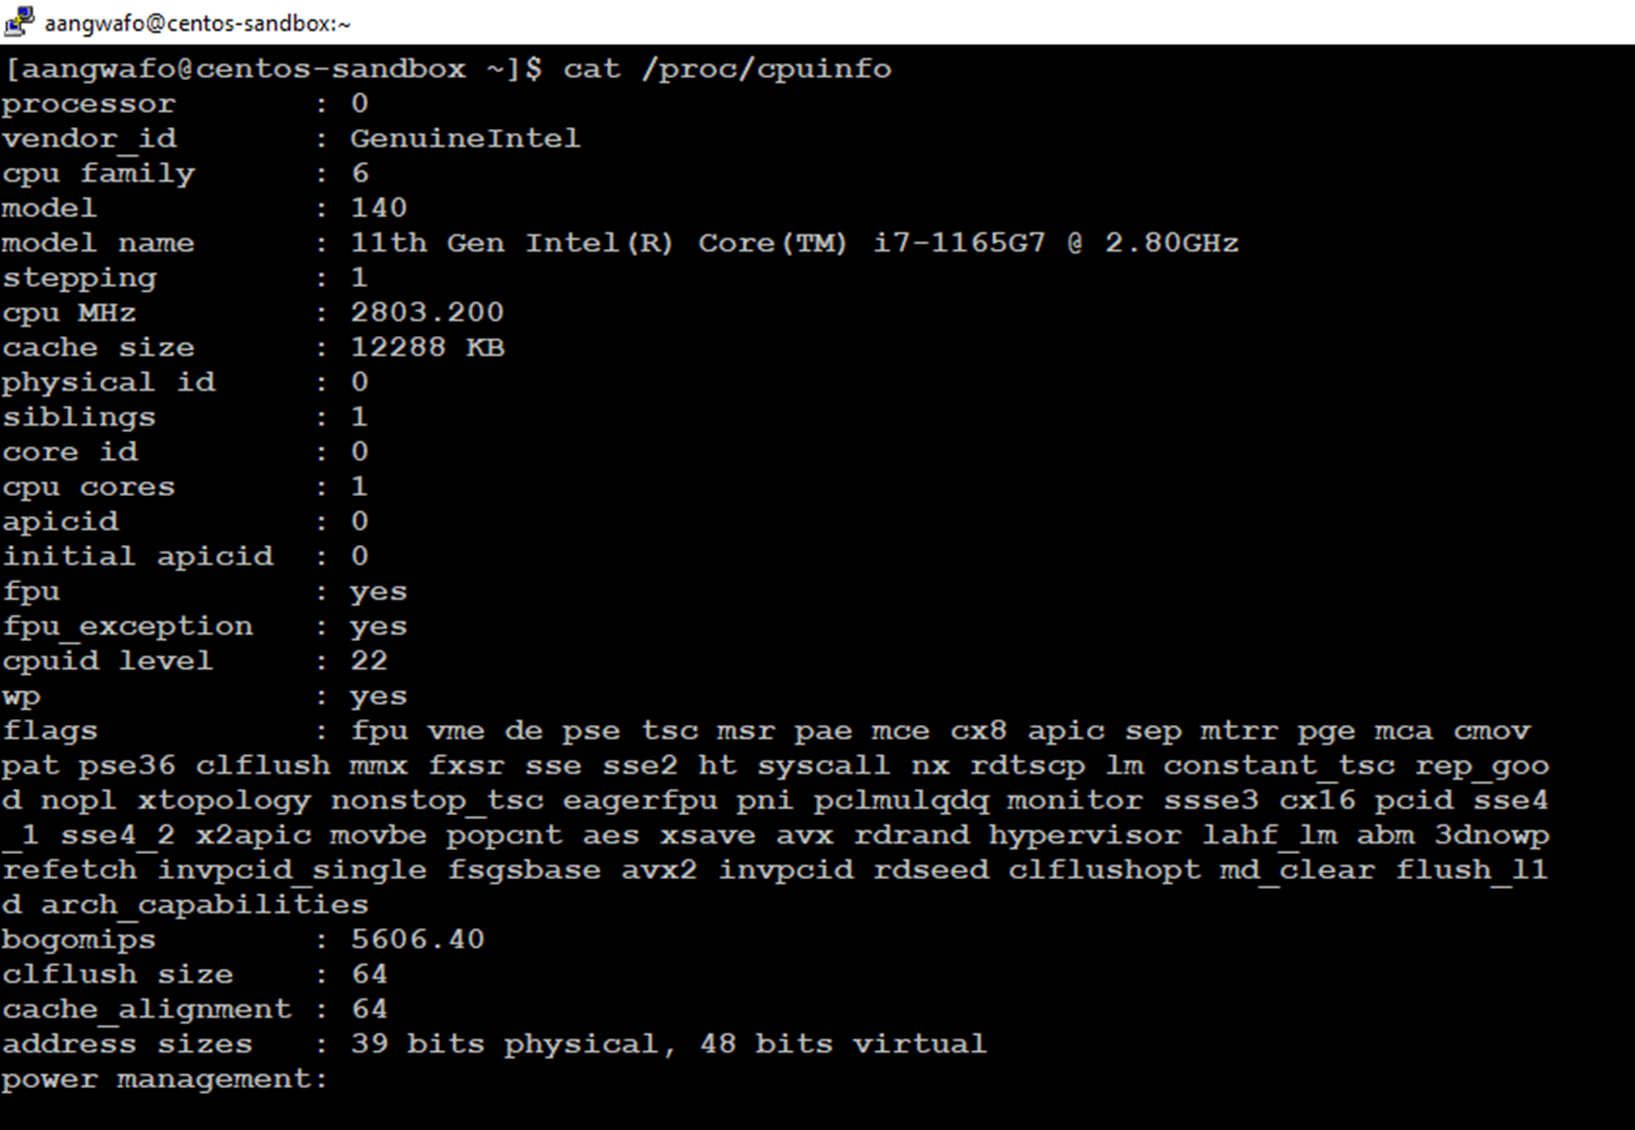 aangwafo@centos-sandbox:~
[aangwafo@centos-sandbox ~]$ cat /proc/cpuinfo
processor       : 0
vendor_id       : GenuineIntel
cpu family      : 6
model           : 140
model name      : 11th Gen Intel(R) Core(TM) i7-1165G7 @ 2.80GHz
stepping        : 1
cpu MHz         : 2803.200
cache size      : 12288 KB
physical id     : 0
siblings        : 1
core id         : 0
cpu cores       : 1
apicid          : 0
initial apicid  : 0
fpu             : yes
fpu_exception   : yes
cpuid level     : 22
wp              : yes
flags           : fpu vme de pse tsc msr pae mce cx8 apic sep mtrr pge mca cmov
pat pse36 clflush mmx fxsr sse sse2 ht syscall nx rdtscp lm constant_tsc rep_goo
d nopl xtopology nonstop_tsc eagerfpu pni pclmulqdq monitor ssse3 cx16 pcid sse4
_1 sse4_2 x2apic movbe popcnt aes xsave avx rdrand hypervisor lahf_lm abm 3dnowp
refetch invpcid_single fsgsbase avx2 invpcid rdseed clflushopt md_clear flush_l1
d arch_capabilities
bogomips        : 5606.40
clflush size    : 64
cache_alignment : 64
address sizes   : 39 bits physical, 48 bits virtual
power management: